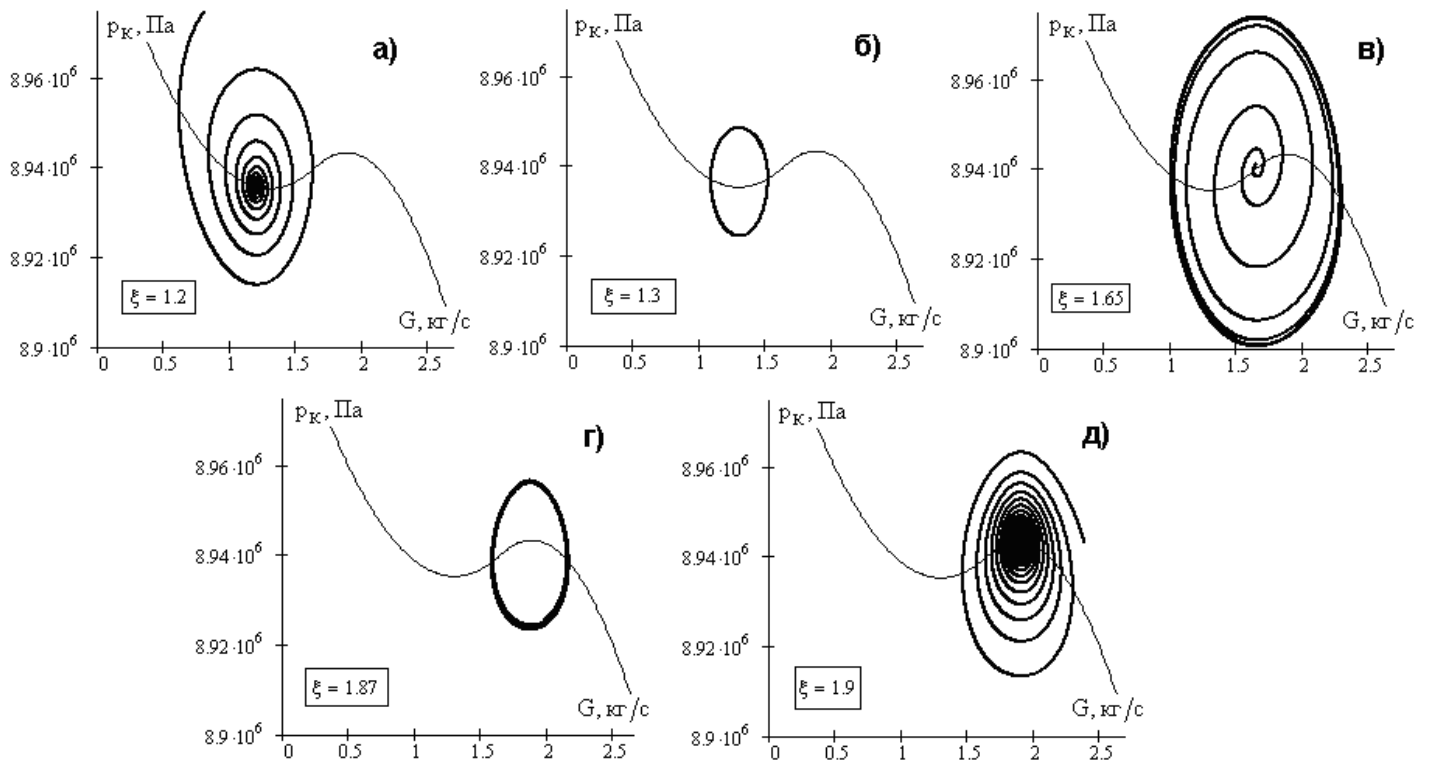 p_К, Па
а)
8.96·10^6
8.94·10^6
8.92·10^6
ξ = 1.2
G, кг/с
8.9·10^6
0 0.5 1 1.5 2 2.5
p_К, Па
б)
8.96·10^6
8.94·10^6
8.92·10^6
ξ = 1.3
G, кг/с
8.9·10^6
0 0.5 1 1.5 2 2.5
p_К, Па
в)
8.96·10^6
8.94·10^6
8.92·10^6
ξ = 1.65
G, кг/с
8.9·10^6
0 0.5 1 1.5 2 2.5
p_К, Па
г)
8.96·10^6
8.94·10^6
8.92·10^6
ξ = 1.87
G, кг/с
8.9·10^6
0 0.5 1 1.5 2 2.5
p_К, Па
д)
8.96·10^6
8.94·10^6
8.92·10^6
ξ = 1.9
G, кг/с
8.9·10^6
0 0.5 1 1.5 2 2.5